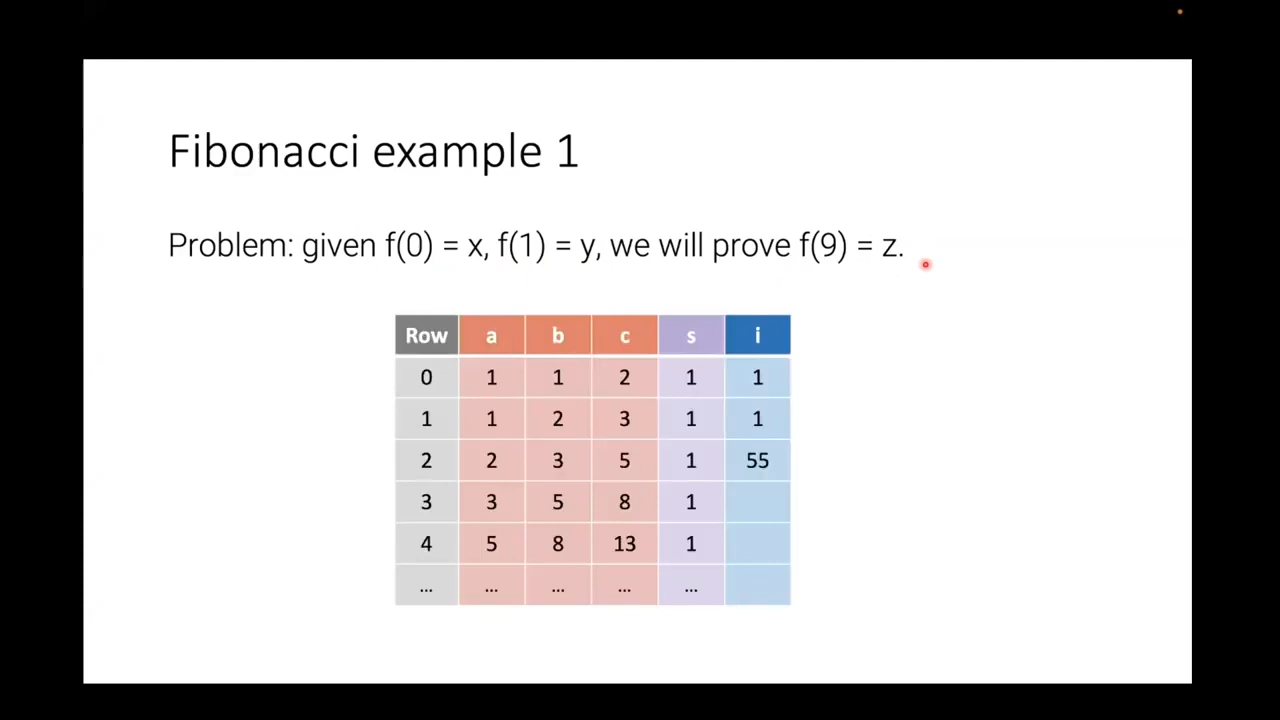 Fibonacci example 1
Problem: given f(0) = x, f(1) = y, we will prove f(9) = z.
Row a b c s i
0 1 1 2 1 1
1 1 2 3 1 1
2 2 3 5 1 55
3 3 5 8 1
4 5 8 13 1
... ... ... ... ...